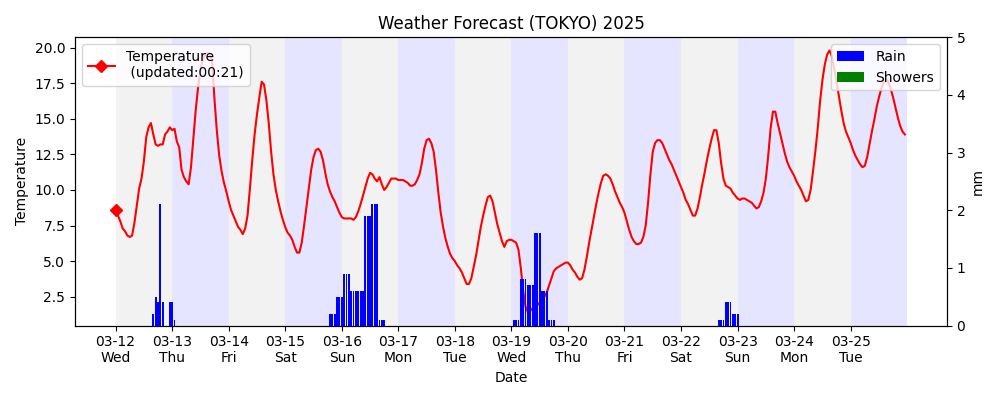 Weather Forecast (TOKYO) 2025
Temperature
(updated:00:21)
Rain
Showers
20.0
17.5
15.0
12.5
10.0
7.5
5.0
2.5
Temperature
5
4
3
2
1
0
mm
03-12 03-13 03-14 03-15 03-16 03-17 03-18 03-19 03-20 03-21 03-22 03-23 03-24 03-25
Wed Thu Fri Sat Sun Mon Tue Wed Thu Fri Sat Sun Mon Tue
Date